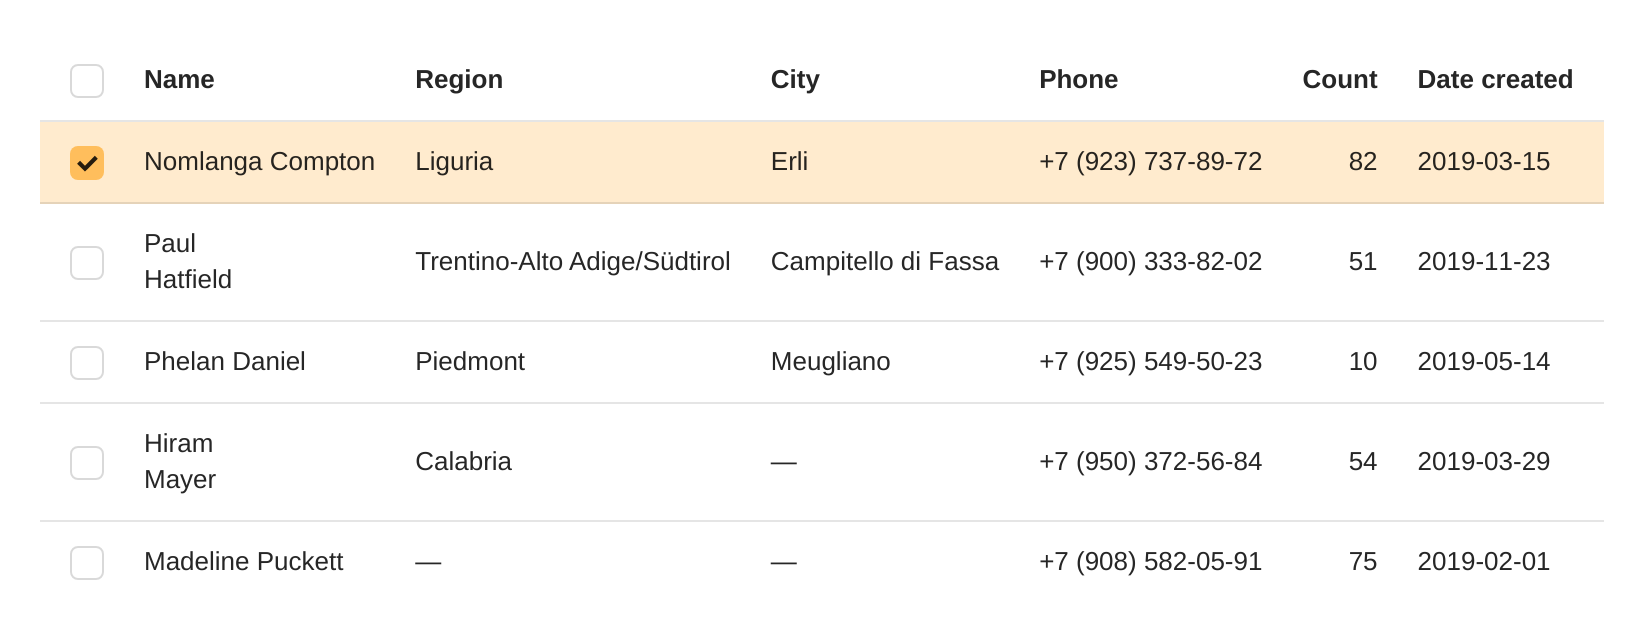 Name Region City Phone Count Date created
Nomlanga Compton Liguria Erli +7 (923) 737-89-72 82 2019-03-15
Paul
Hatfield Trentino-Alto Adige/Südtirol Campitello di Fassa +7 (900) 333-82-02 51 2019-11-23
Phelan Daniel Piedmont Meugliano +7 (925) 549-50-23 10 2019-05-14
Hiram
Mayer Calabria — +7 (950) 372-56-84 54 2019-03-29
Madeline Puckett — — +7 (908) 582-05-91 75 2019-02-01